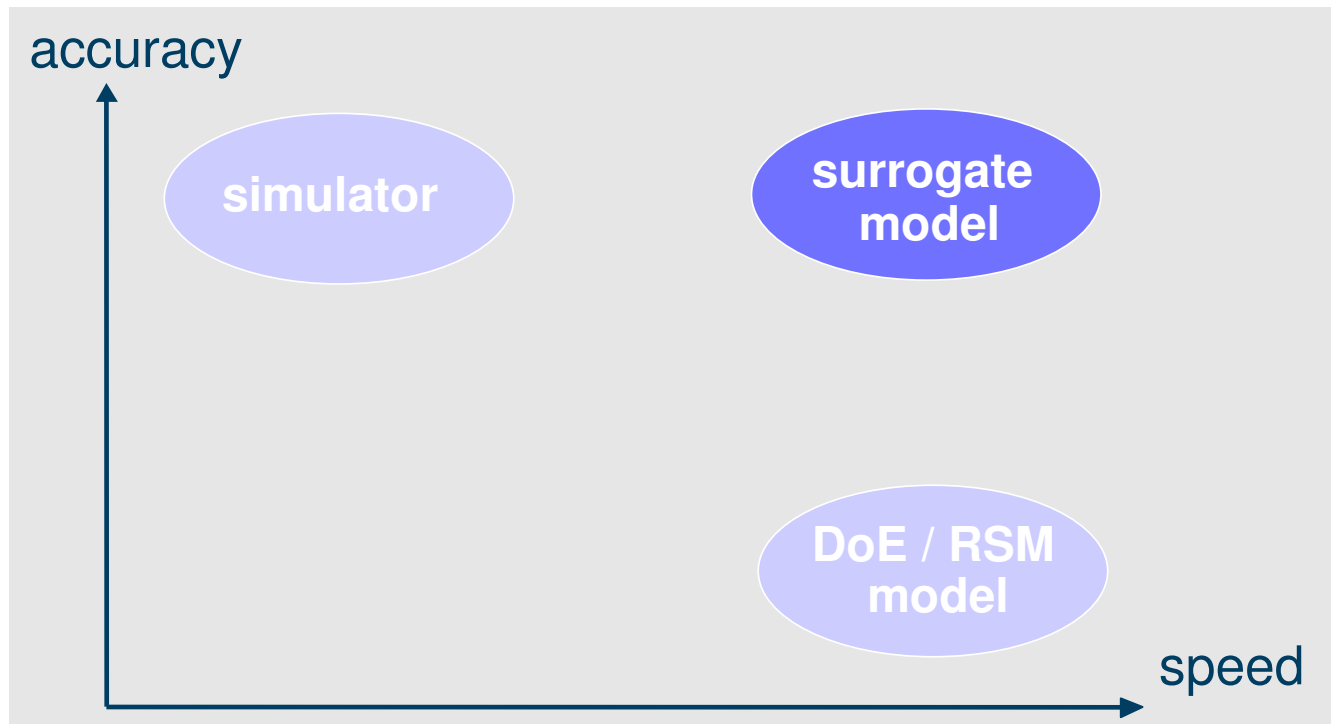 accuracy
simulator
surrogate
model
DoE / RSM
model
speed